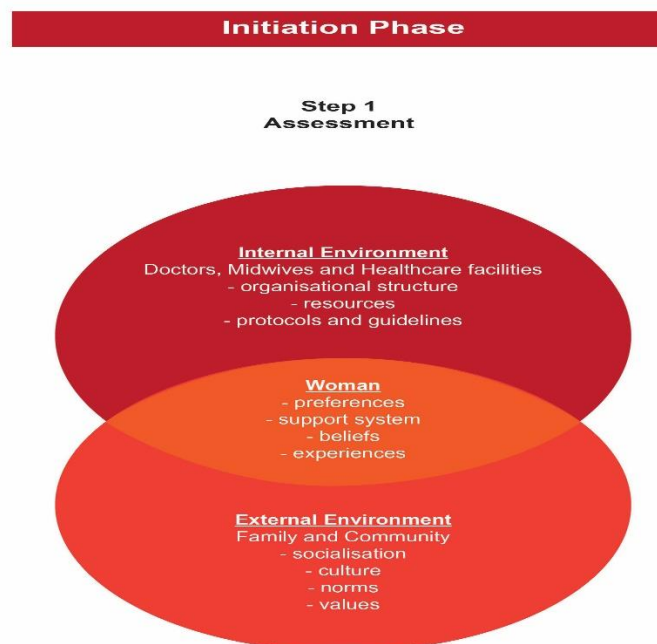 Initiation Phase
Step 1
Assessment
Internal Environment
Doctors, Midwives and Healthcare facilities
- organisational structure
- resources
- protocols and guidelines
Woman
- preferences
- support system
- beliefs
- experiences
External Environment
Family and Community
- socialisation
- culture
- norms
- values